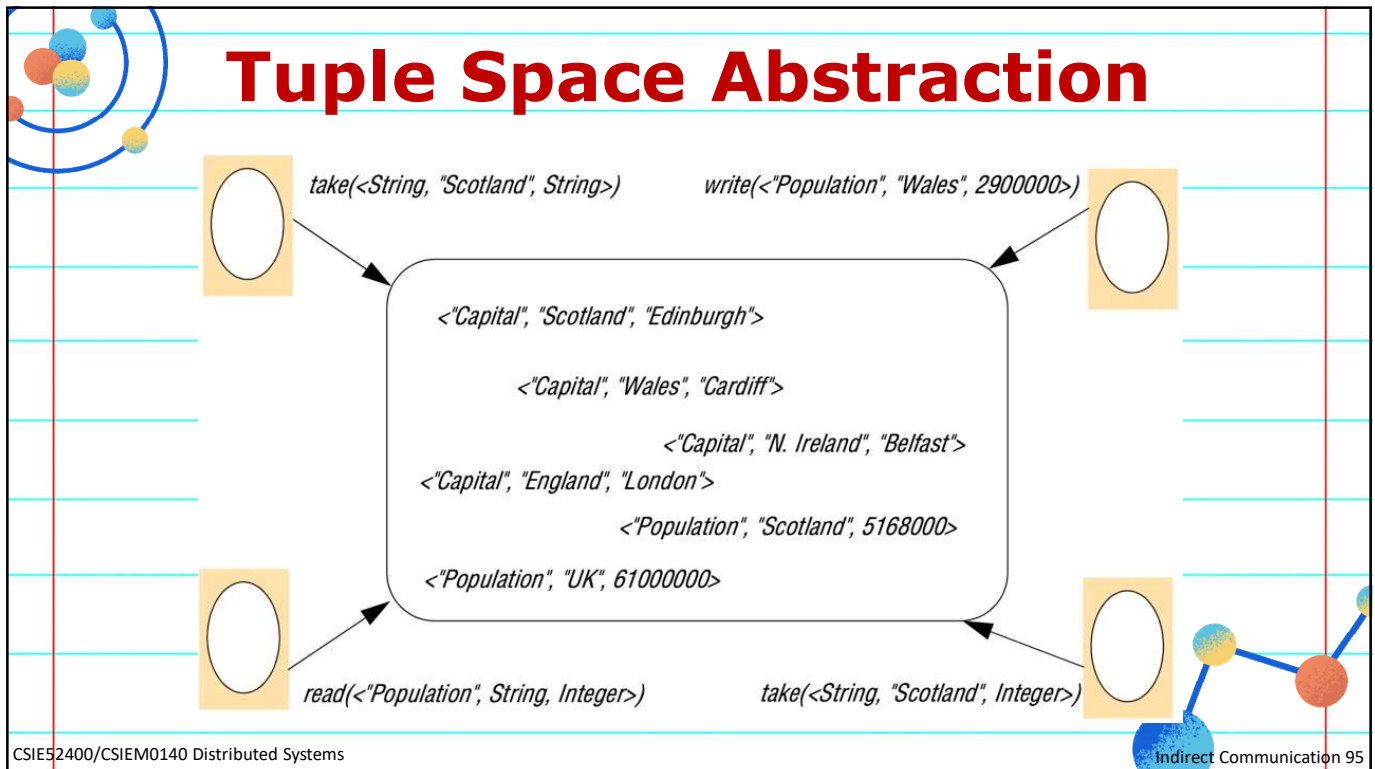 Tuple Space Abstraction
take(<String, "Scotland", String>)
write(<"Population", "Wales", 2900000>)
<"Capital", "Scotland", "Edinburgh">
<"Capital", "Wales", "Cardiff">
<"Capital", "N. Ireland", "Belfast">
<"Capital", "England", "London">
<"Population", "Scotland", 5168000>
<"Population", "UK", 61000000>
read(<"Population", String, Integer>)
take(<String, "Scotland", Integer>)
CSIE52400/CSIEM0140 Distributed Systems
Indirect Communication 95